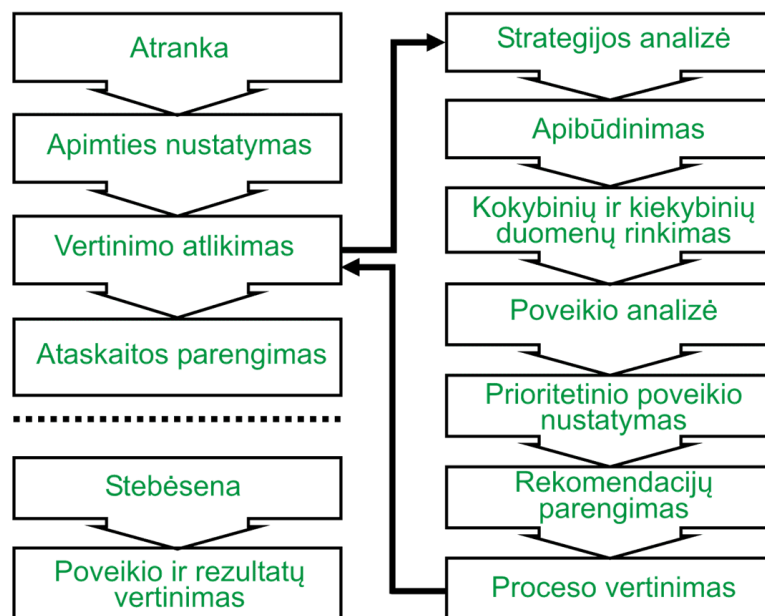 Atranka
Apimties nustatymas
Vertinimo atlikimas
Ataskaitos parengimas
Stebėsena
Poveikio ir rezultatų
vertinimas
Strategijos analizė
Apibūdinimas
Kokybinių ir kiekybinių
duomenų rinkimas
Poveikio analizė
Prioritetinio poveikio
nustatymas
Rekomendacijų
parengimas
Proceso vertinimas